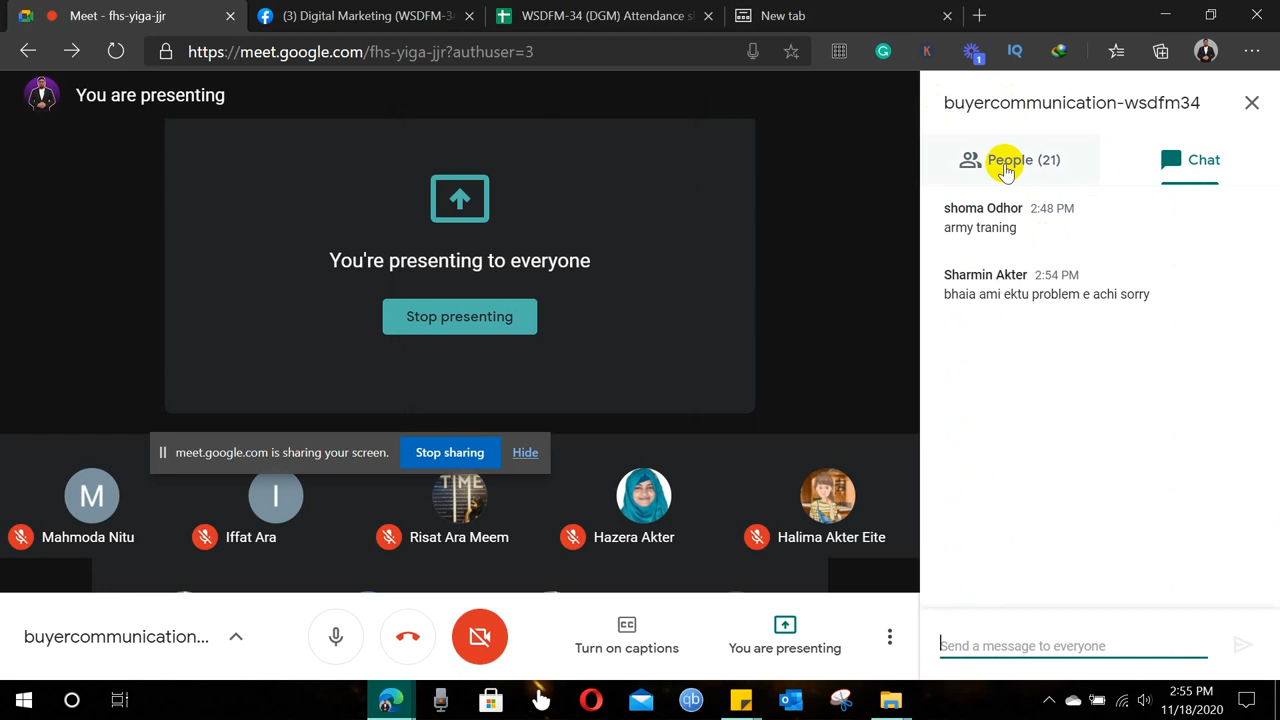 Meet - fhs-yiga-jjr
(3) Digital Marketing (WSDFM-34
WSDFM-34 (DGM) Attendance s
New tab
https://meet.google.com/fhs-yiga-jjr?authuser=3
K
1
IQ
You are presenting
buyercommunication-wsdfm34
People (21)
Chat
shoma Odhor 2:48 PM
army traning
Sharmin Akter 2:54 PM
bhaia ami ektu problem e achi sorry
You're presenting to everyone
Stop presenting
meet.google.com is sharing your screen.
Stop sharing
Hide
M
I
TIME
Mahmoda Nitu
Iffat Ara
Risat Ara Meem
Hazera Akter
Halima Akter Eite
buyercommunication...
Turn on captions
You are presenting
Send a message to everyone
qb
2:55 PM
11/18/2020